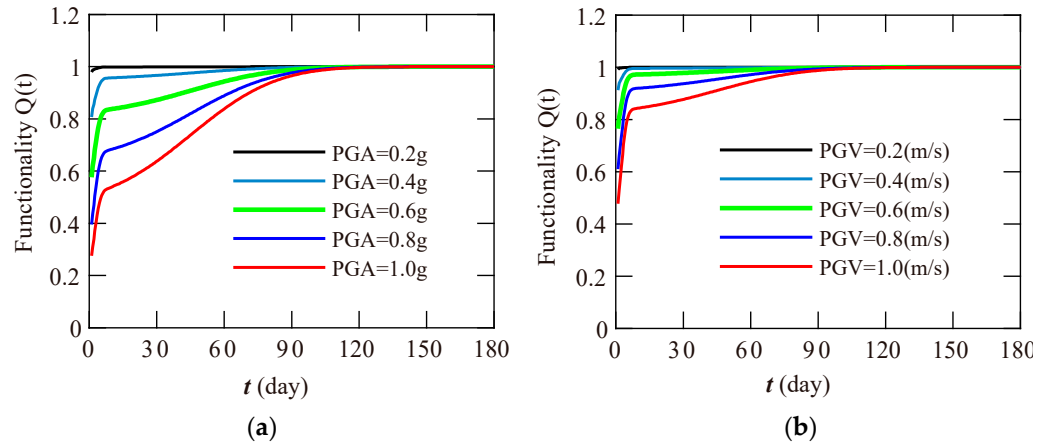 1.2
1
0.8
0.6
0.4
0.2
0
Functionality Q(t)
PGA=0.2g
PGA=0.4g
PGA=0.6g
PGA=0.8g
PGA=1.0g
0 30 60 90 120 150 180
t (day)
(a)
1.2
1
0.8
0.6
0.4
0.2
0
Functionality Q(t)
PGV=0.2(m/s)
PGV=0.4(m/s)
PGV=0.6(m/s)
PGV=0.8(m/s)
PGV=1.0(m/s)
0 30 60 90 120 150 180
t (day)
(b)